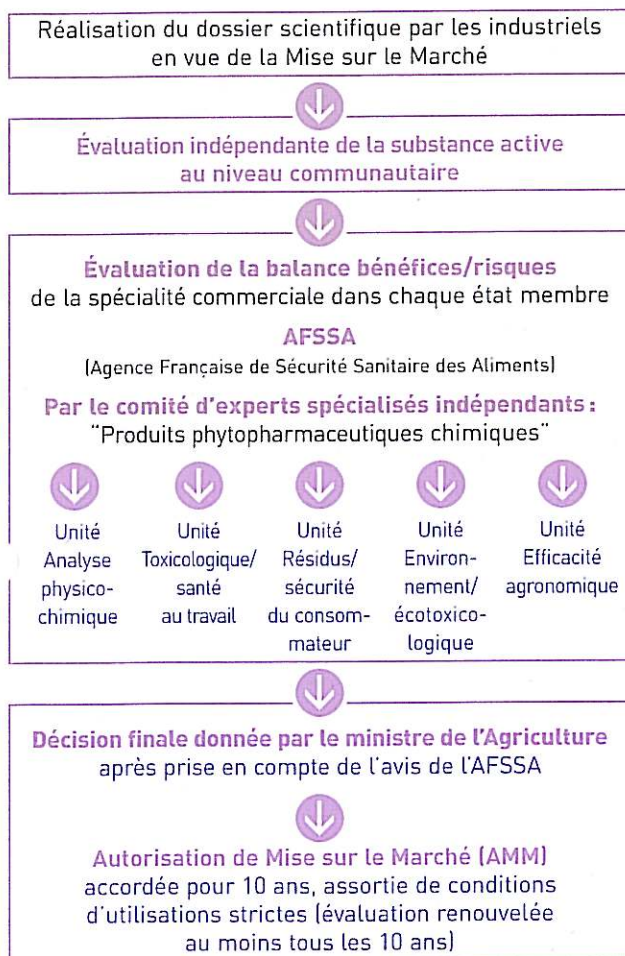 Réalisation du dossier scientifique par les industriels
en vue de la Mise sur le Marché
Évaluation indépendante de la substance active
au niveau communautaire
Évaluation de la balance bénéfices/risques
de la spécialité commerciale dans chaque état membre
AFSSA
(Agence Française de Sécurité Sanitaire des Aliments)
Par le comité d'experts spécialisés indépendants :
"Produits phytopharmaceutiques chimiques"
Unité
Analyse
physico-
chimique
Unité
Toxicologique/
santé
au travail
Unité
Résidus/
sécurité
du consom-
mateur
Unité
Environ-
nement/
écotoxico-
logique
Unité
Efficacité
agronomique
Décision finale donnée par le ministre de l'Agriculture
après prise en compte de l'avis de l'AFSSA
Autorisation de Mise sur le Marché (AMM)
accordée pour 10 ans, assortie de conditions
d'utilisations strictes (évaluation renouvelée
au moins tous les 10 ans)